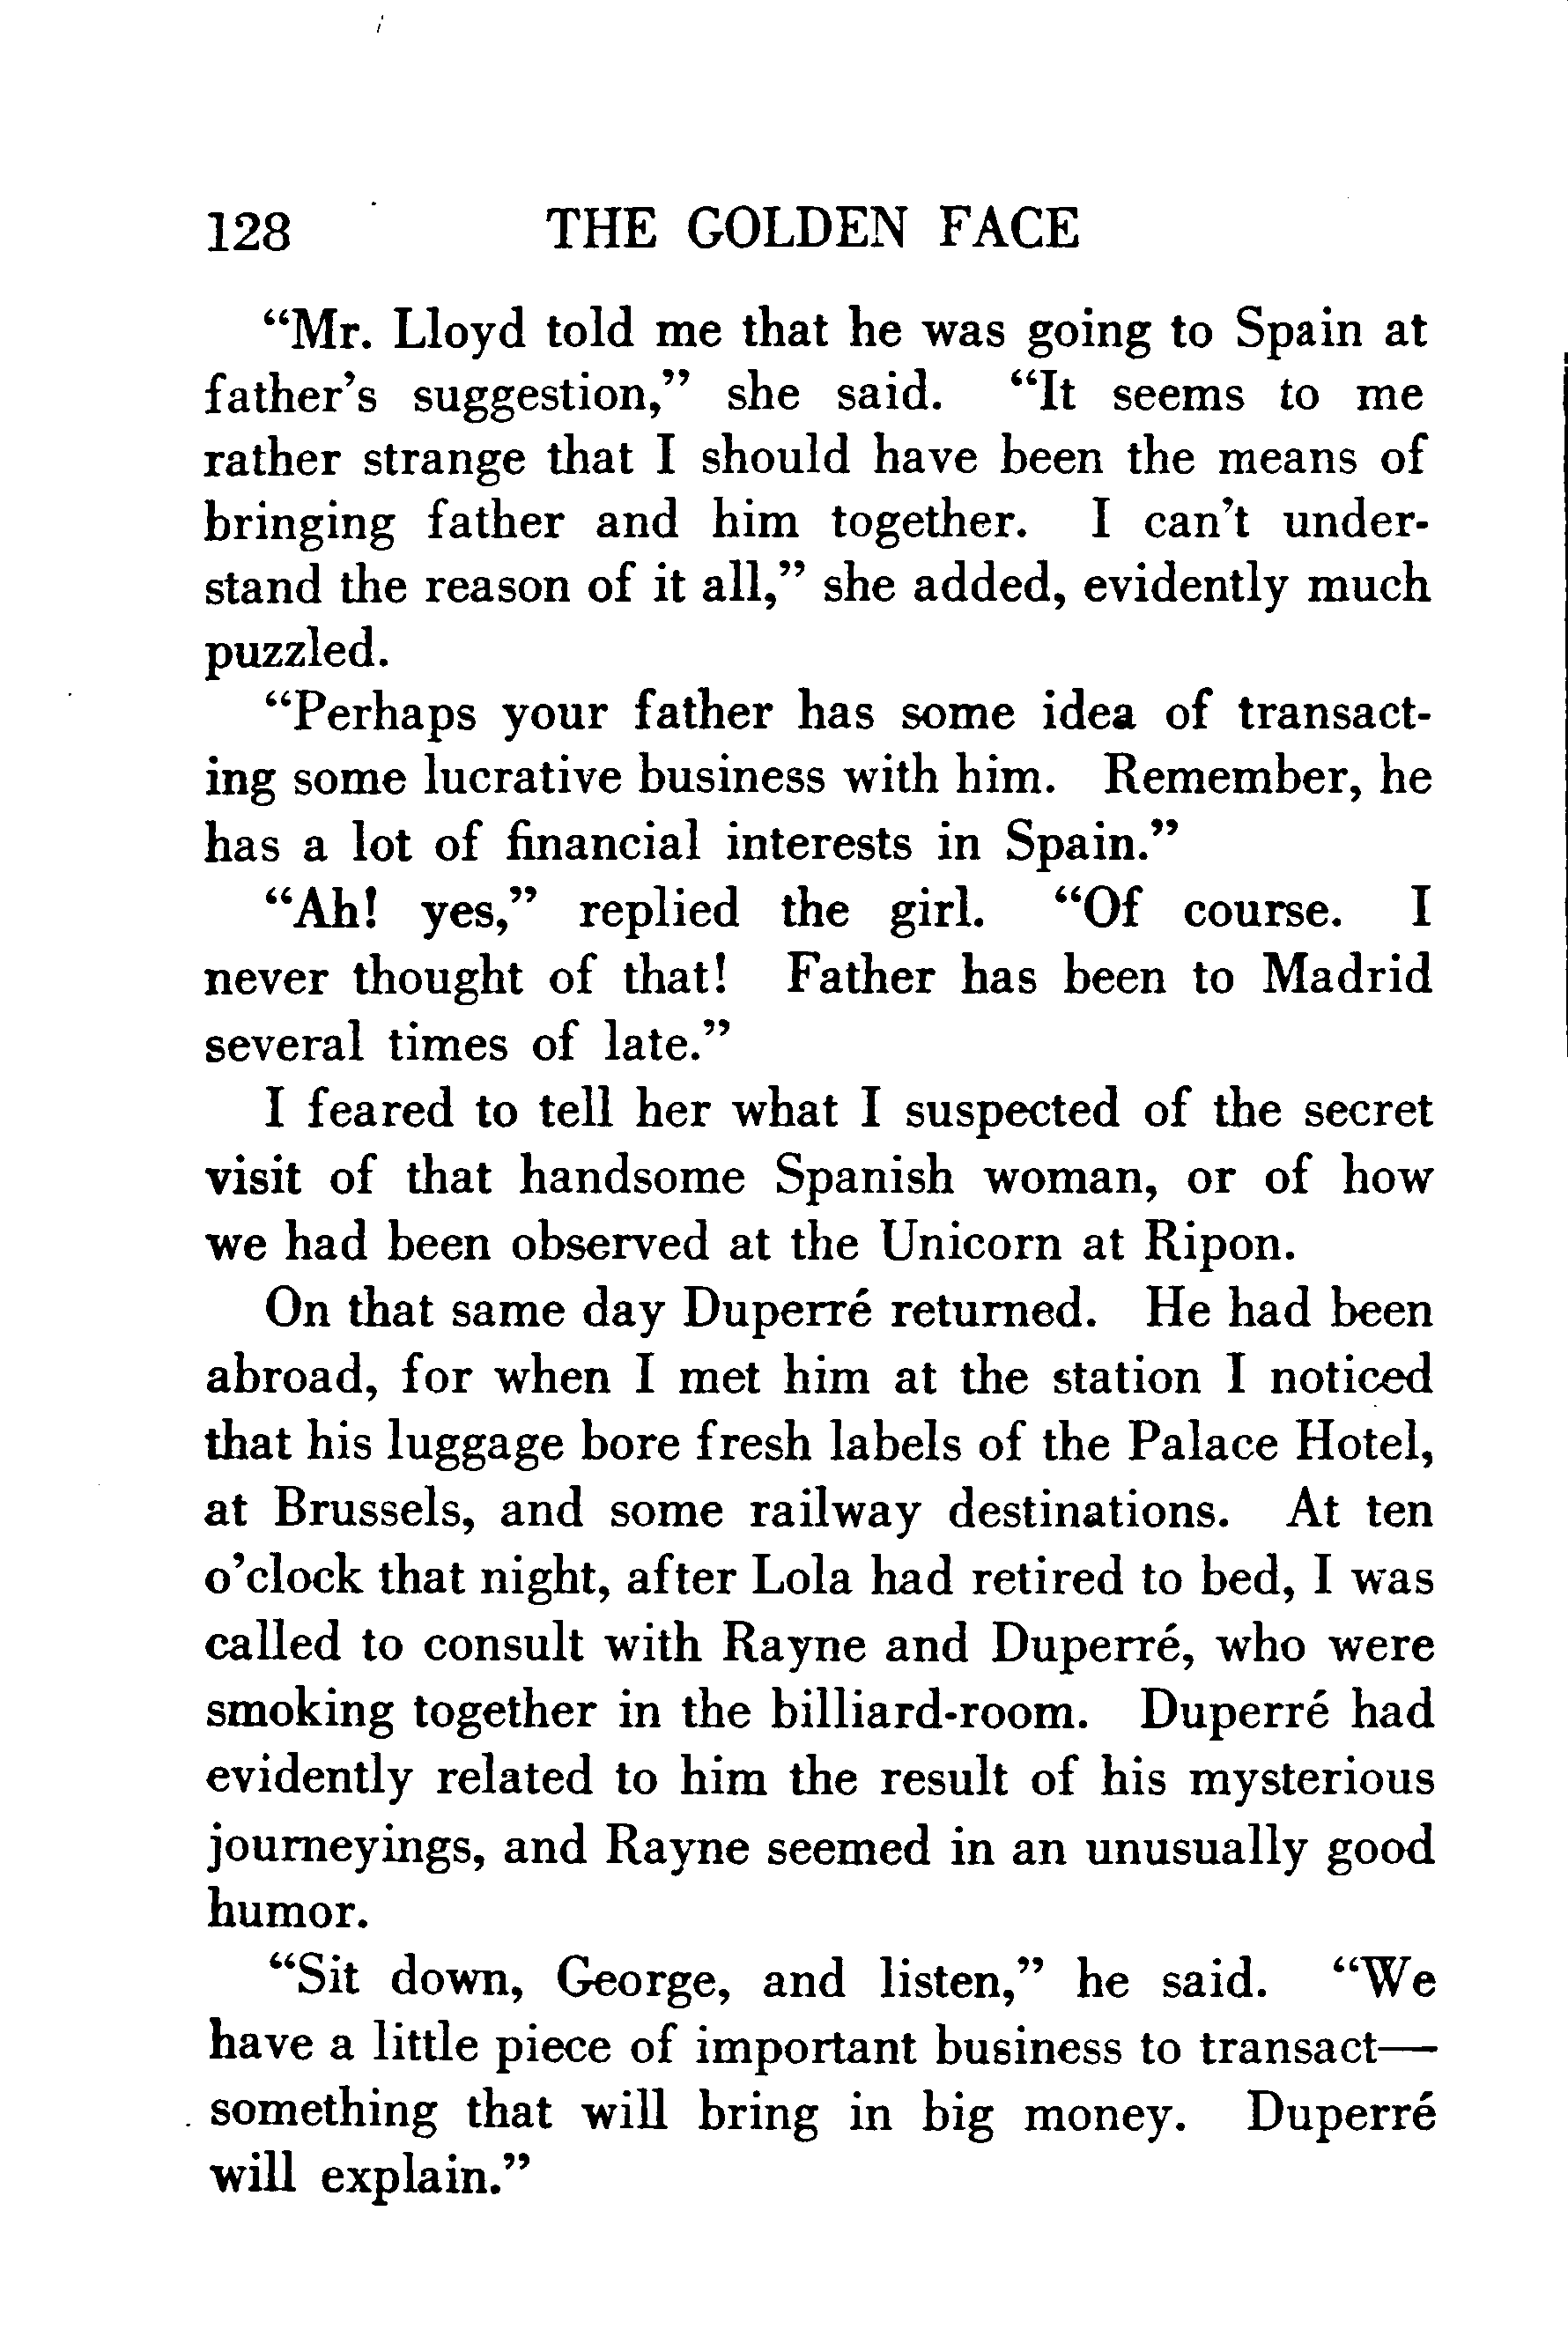 128 THE GOLDEN FACE
“Mr. Lloyd told me that he was going to Spain at
father’s suggestion,” she said. “It seems to me
rather strange that I should have been the means of
bringing father and him together. I can’t under-
stand the reason of it all,” she added, evidently much
puzzled.
“Perhaps your father has some idea of transact-
ing some lucrative business with him. Remember, he
has a lot of financial interests in Spain.”
“Ah! yes,” replied the girl. “Of course. I
never thought of that! Father has been to Madrid
several times of late.”
I feared to tell her what I suspected of the secret
visit of that handsome Spanish woman, or of how
we had been observed at the Unicorn at Ripon.
On that same day Duperré returned. He had been
abroad, for when I met him at the station I noticed
that his luggage bore fresh labels of the Palace Hotel,
at Brussels, and some railway destinations. At ten
o’clock that night, after Lola had retired to bed, I was
called to consult with Rayne and Duperré, who were
smoking together in the billiard-room. Duperré had
evidently related to him the result of his mysterious
journeyings, and Rayne seemed in an unusually good
humor.
“Sit down, George, and listen,” he said. “We
have a little piece of important business to transact—
something that will bring in big money. Duperré
will explain.”